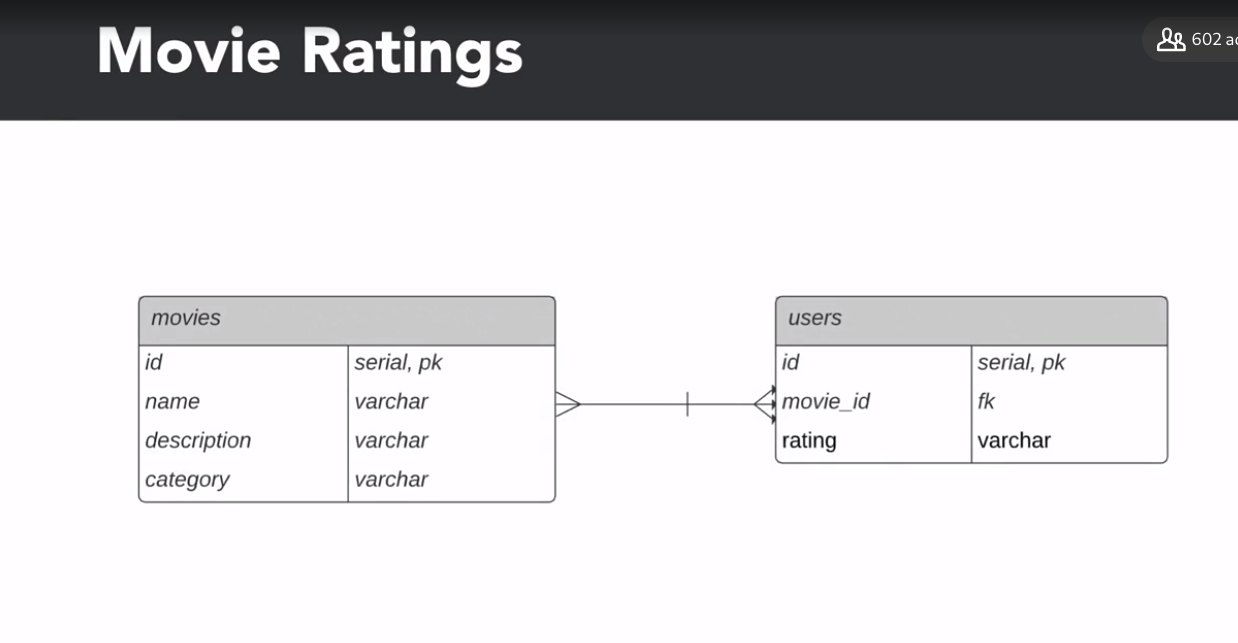 Movie Ratings
602
movies
id serial, pk
name varchar
description varchar
category varchar
users
id serial, pk
movie_id fk
rating varchar